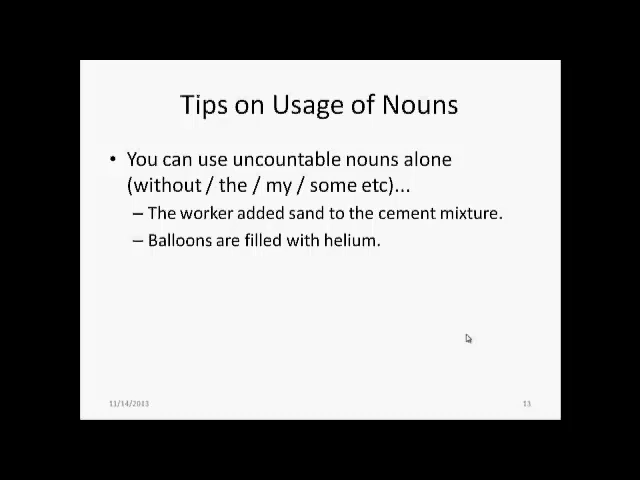 Tips on Usage of Nouns
• You can use uncountable nouns alone
(without / the / my / some etc)...
– The worker added sand to the cement mixture.
– Balloons are filled with helium.
11/14/2013
13